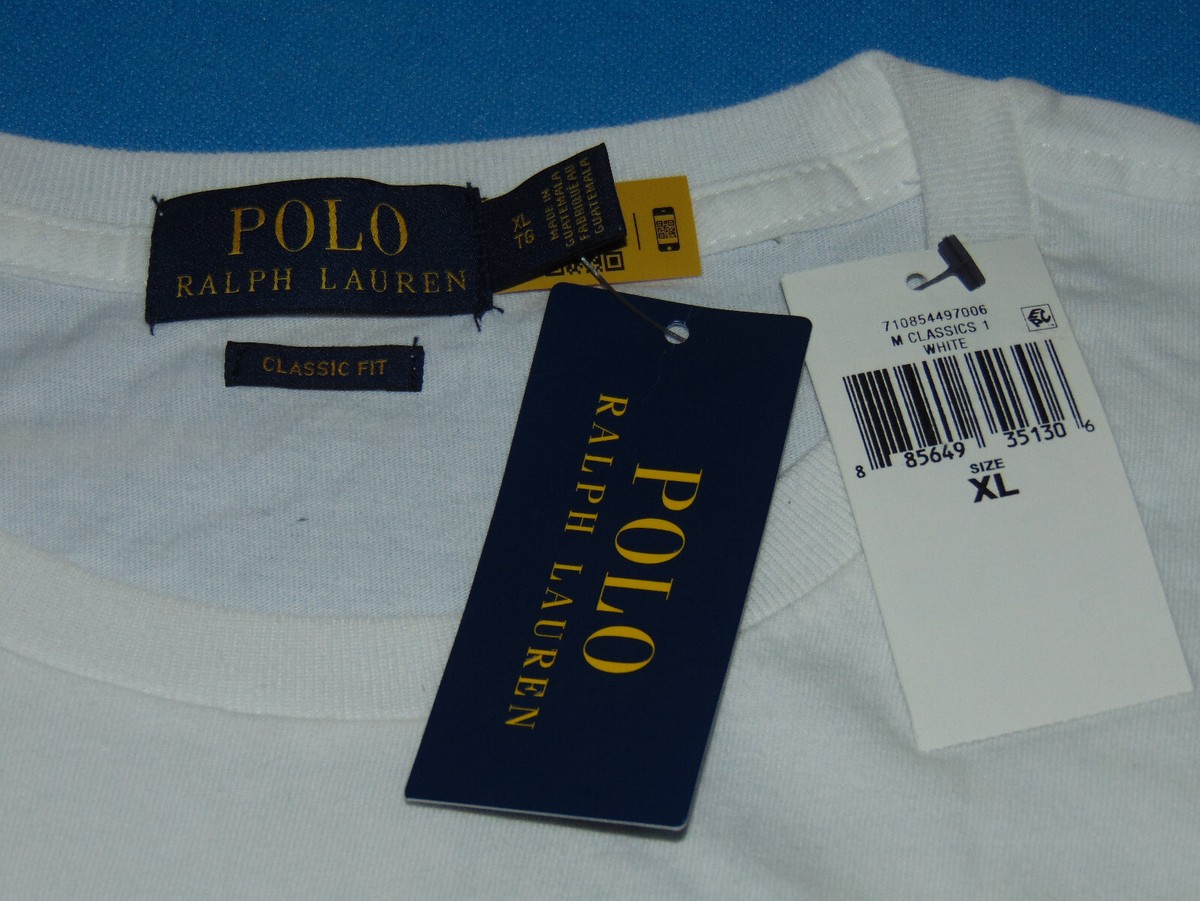 POLO
RALPH LAUREN
XL
TG
MADE IN
GUATEMALA
FABRIQUÉ AU
GUATEMALA
CLASSIC FIT
POLO
RALPH LAUREN
710854497006
M CLASSICS 1
WHITE
8 85649 35130 6
SIZE
XL